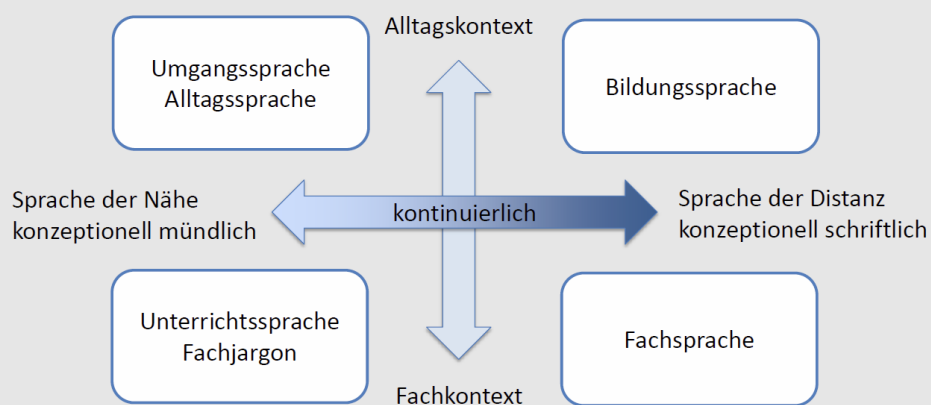 Alltagskontext
Umgangssprache
Alltagssprache
Bildungssprache
Sprache der Nähe
konzeptionell mündlich
kontinuierlich
Sprache der Distanz
konzeptionell schriftlich
Unterrichtssprache
Fachjargon
Fachsprache
Fachkontext